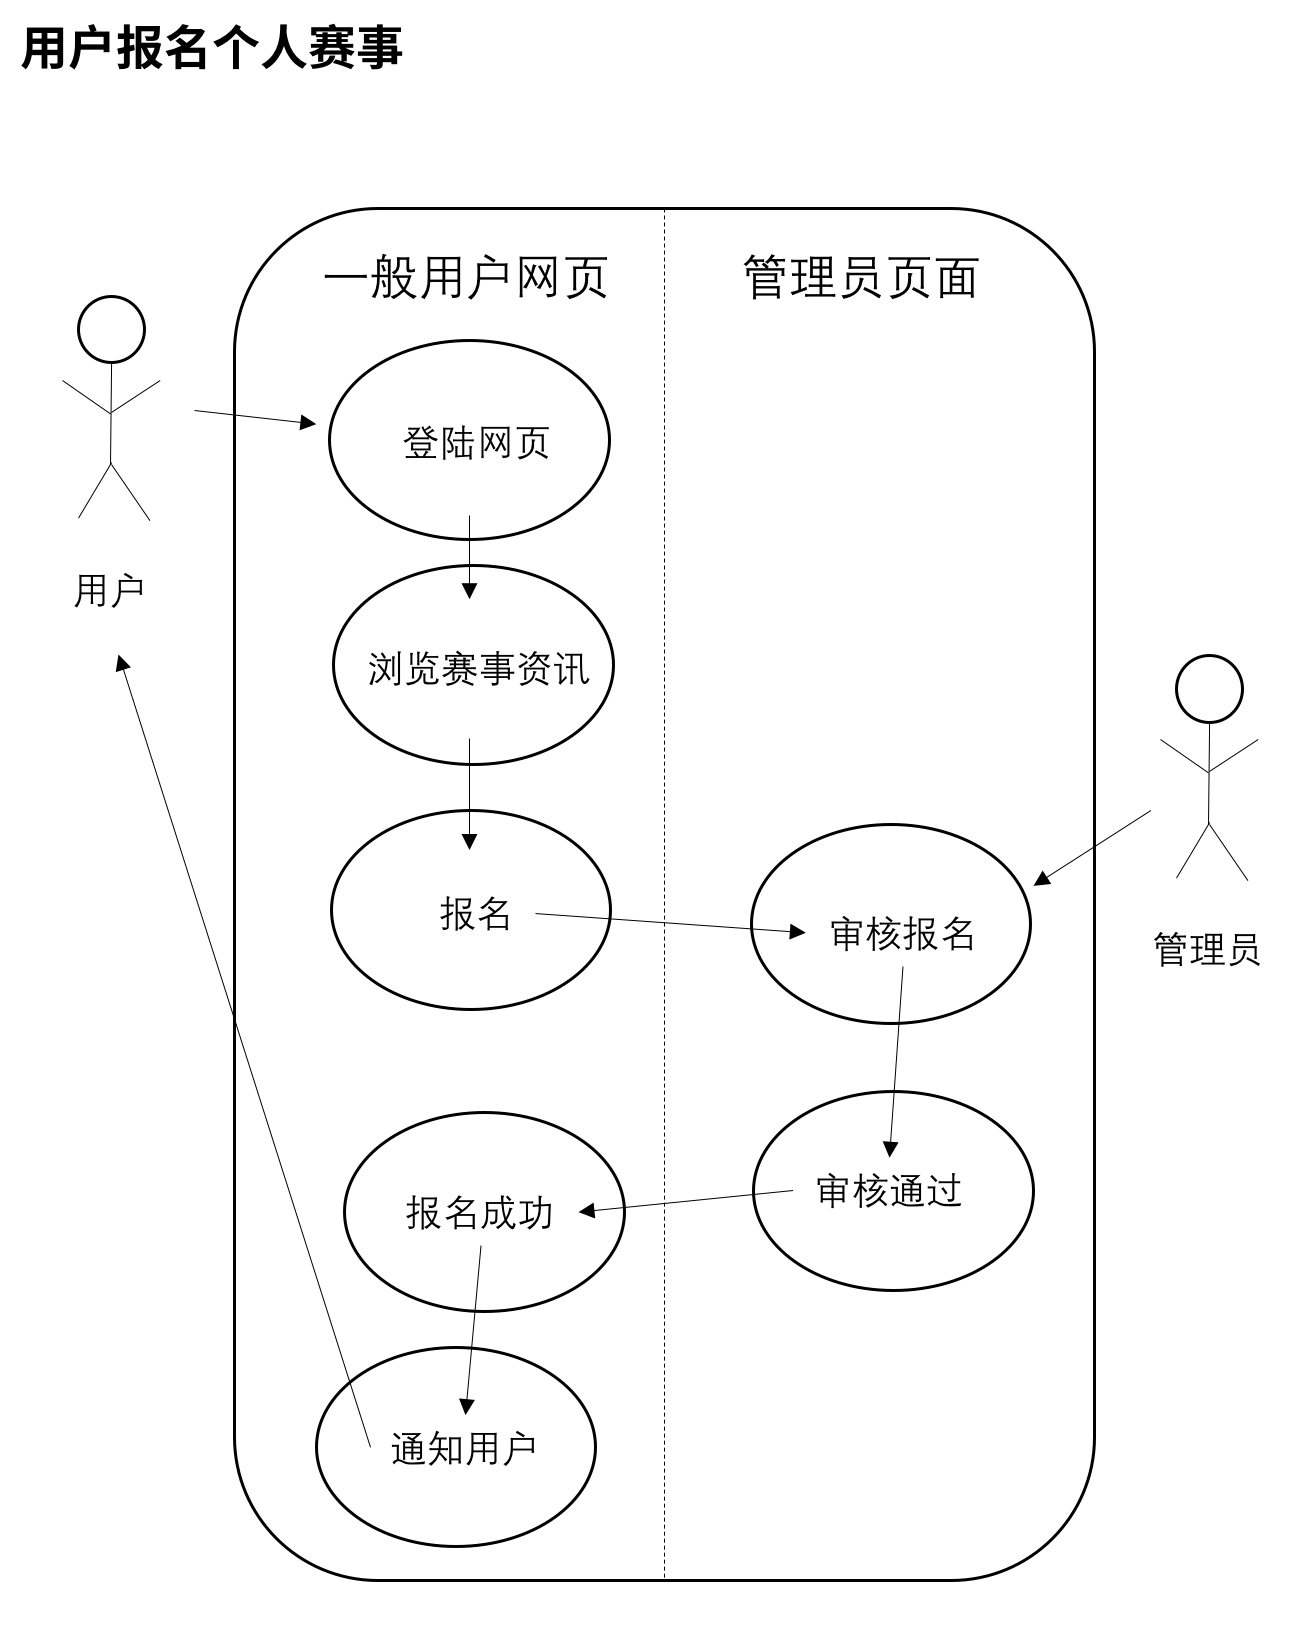 用户报名个人赛事
一般用户网页
管理员页面
登陆网页
用户
浏览赛事资讯
报名
审核报名
管理员
审核通过
报名成功
通知用户